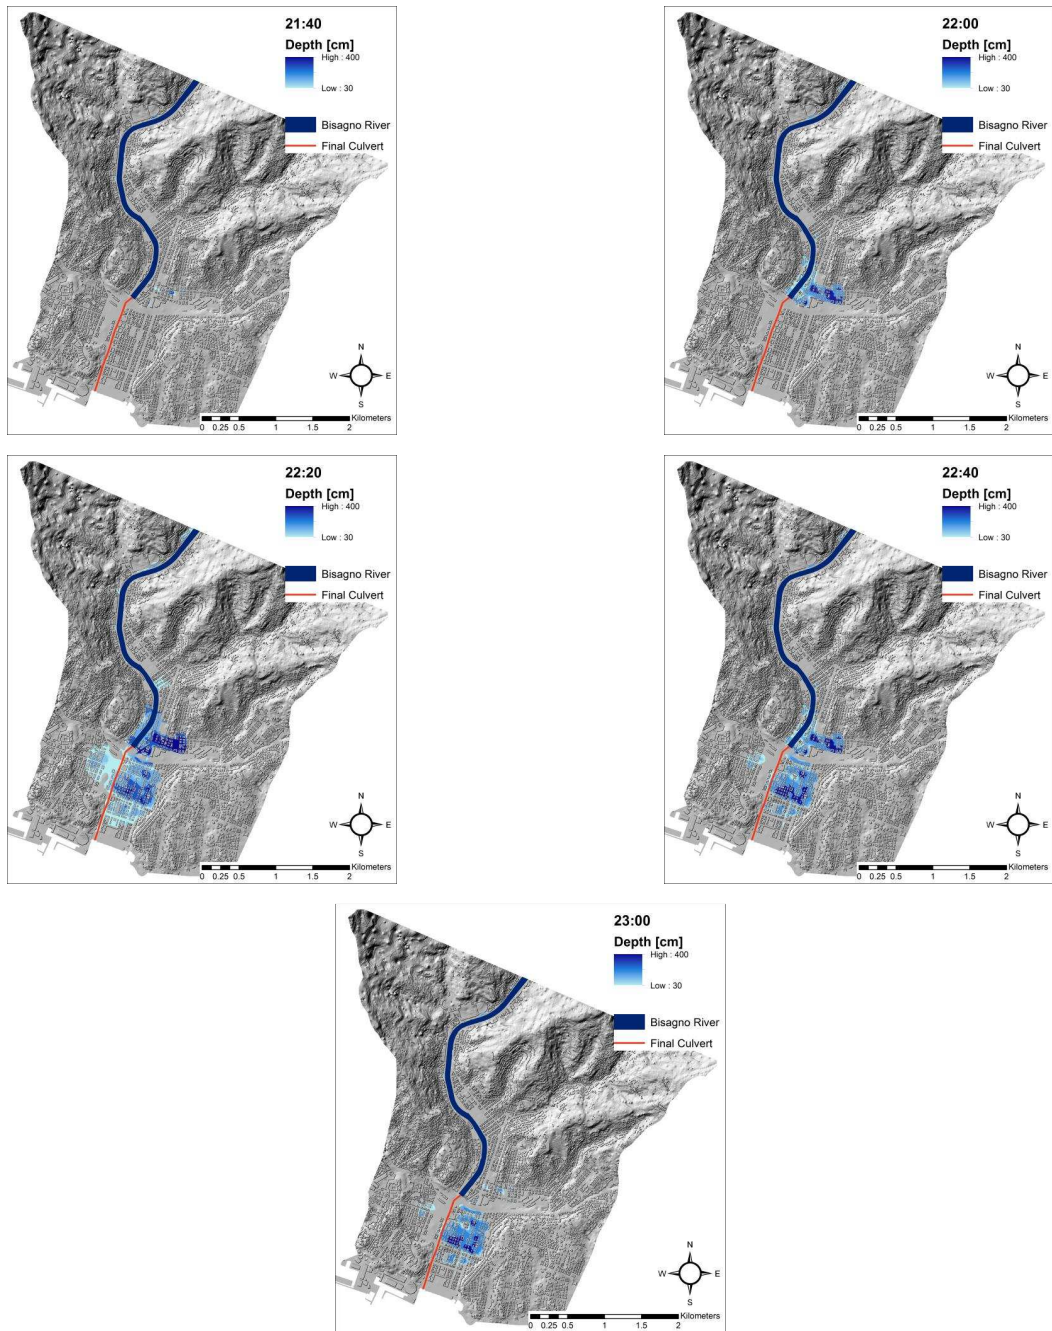 21:40
Depth [cm]
High : 400
Low : 30
Bisagno River
Final Culvert
N
W E
S
Kilometers
0 0.25 0.5 1 1.5 2
22:00
Depth [cm]
High : 400
Low : 30
Bisagno River
Final Culvert
N
W E
S
Kilometers
0 0.25 0.5 1 1.5 2
22:20
Depth [cm]
High : 400
Low : 30
Bisagno River
Final Culvert
N
W E
S
Kilometers
0 0.25 0.5 1 1.5 2
22:40
Depth [cm]
High : 400
Low : 30
Bisagno River
Final Culvert
N
W E
S
Kilometers
0 0.25 0.5 1 1.5 2
23:00
Depth [cm]
High : 400
Low : 30
Bisagno River
Final Culvert
N
W E
S
Kilometers
0 0.25 0.5 1 1.5 2